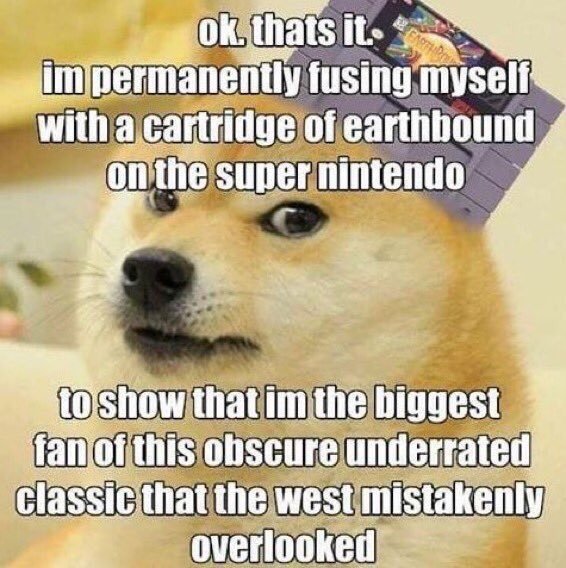 ok. thats it.
im permanently fusing myself
with a cartridge of earthbound
on the super nintendo
EARTHBOUND
to show that im the biggest
fan of this obscure underrated
classic that the west mistakenly
overlooked